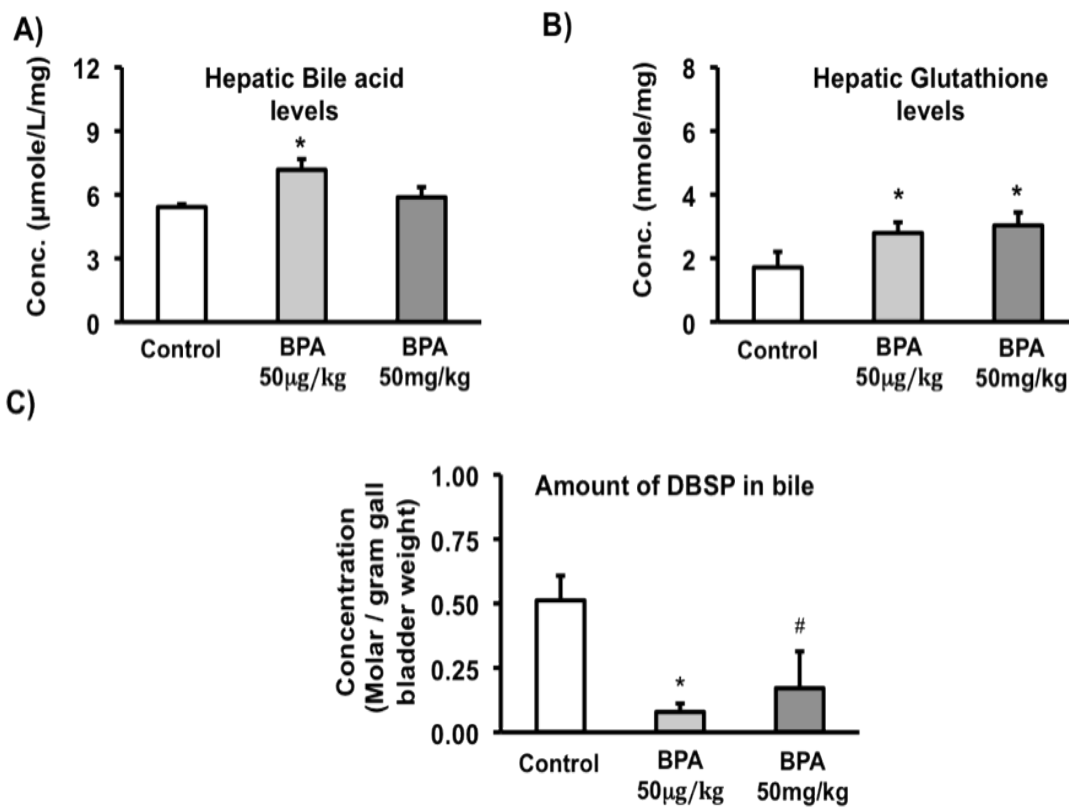 A)
Hepatic Bile acid
levels
Conc. (µmole/L/mg)
12
9
6
3
0
*
Control
BPA
50µg/kg
BPA
50mg/kg
B)
Hepatic Glutathione
levels
Conc. (nmole/mg)
8
6
4
2
0
*
*
Control
BPA
50µg/kg
BPA
50mg/kg
C)
Amount of DBSP in bile
Concentration
(Molar / gram gall
bladder weight)
1.00
0.75
0.50
0.25
0.00
*
#
Control
BPA
50µg/kg
BPA
50mg/kg